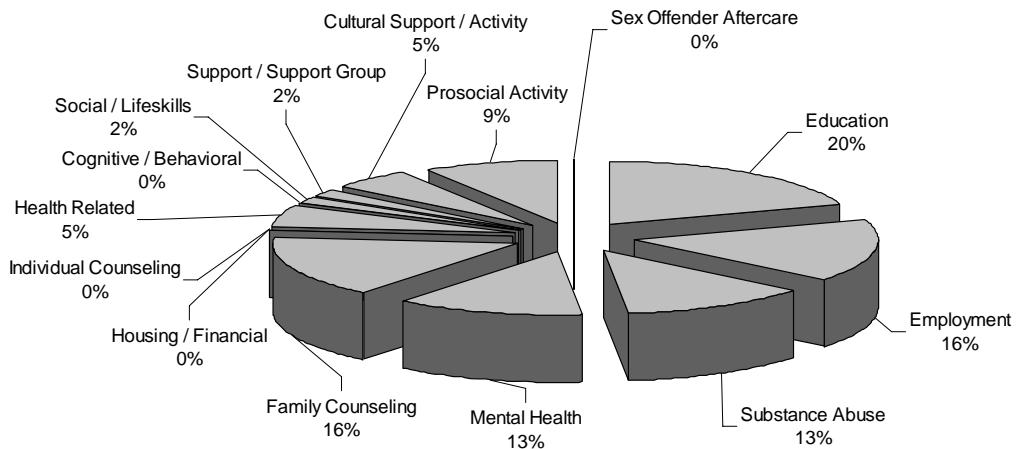 Cultural Support / Activity
5%
Sex Offender Aftercare
0%
Support / Support Group
2%
Prosocial Activity
9%
Social / Lifeskills
2%
Education
20%
Cognitive / Behavioral
0%
Health Related
5%
Individual Counseling
0%
Housing / Financial
0%
Employment
16%
Family Counseling
16%
Mental Health
13%
Substance Abuse
13%